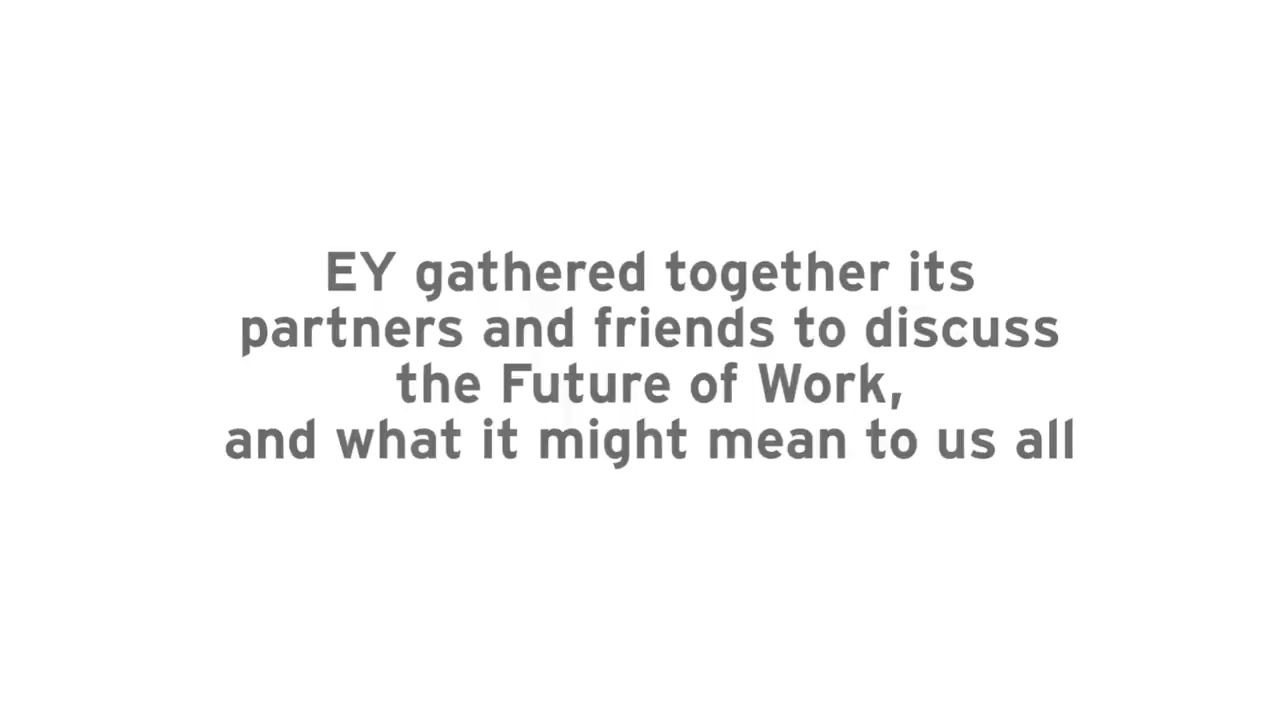 EY gathered together its
partners and friends to discuss
the Future of Work,
and what it might mean to us all